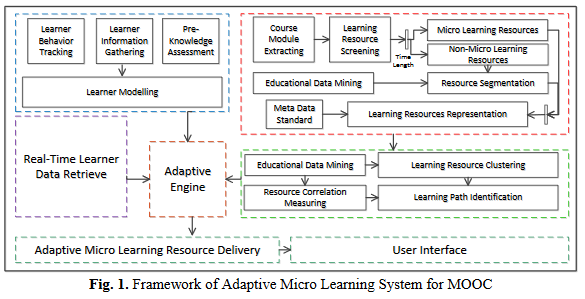 Learner
Behavior
Tracking
Learner
Information
Gathering
Pre-
Knowledge
Assessment
Learner Modelling
Course
Module
Extracting
Learning
Resource
Screening
Time
Length
Micro Learning Resources
Non-Micro Learning
Resources
Educational Data Mining
Resource Segmentation
Meta Data
Standard
Learning Resources Representation
Real-Time Learner
Data Retrieve
Adaptive
Engine
Educational Data Mining
Learning Resource Clustering
Resource Correlation
Measuring
Learning Path Identification
Adaptive Micro Learning Resource Delivery
User Interface
Fig. 1. Framework of Adaptive Micro Learning System for MOOC